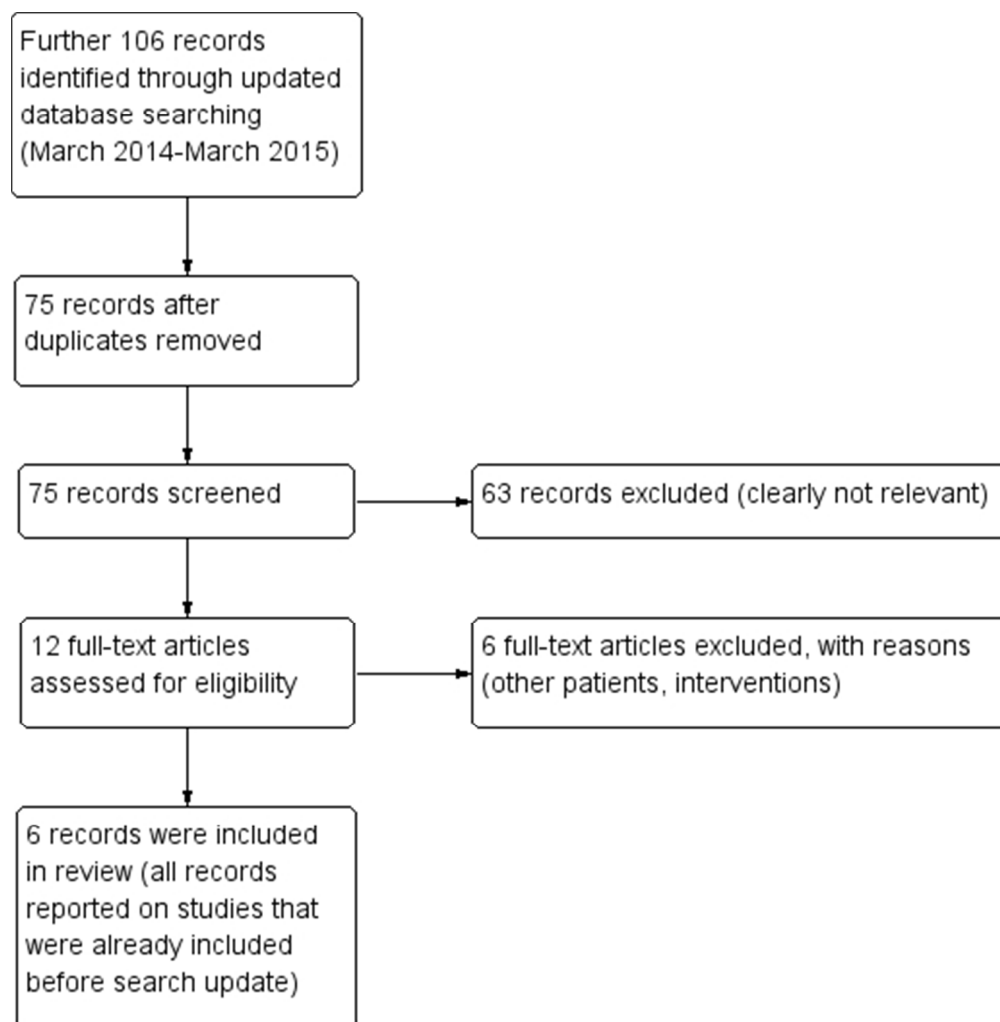 Further 106 records
identified through updated
database searching
(March 2014-March 2015)
75 records after
duplicates removed
75 records screened
63 records excluded (clearly not relevant)
12 full-text articles
assessed for eligibility
6 full-text articles excluded, with reasons
(other patients, interventions)
6 records were included
in review (all records
reported on studies that
were already included
before search update)